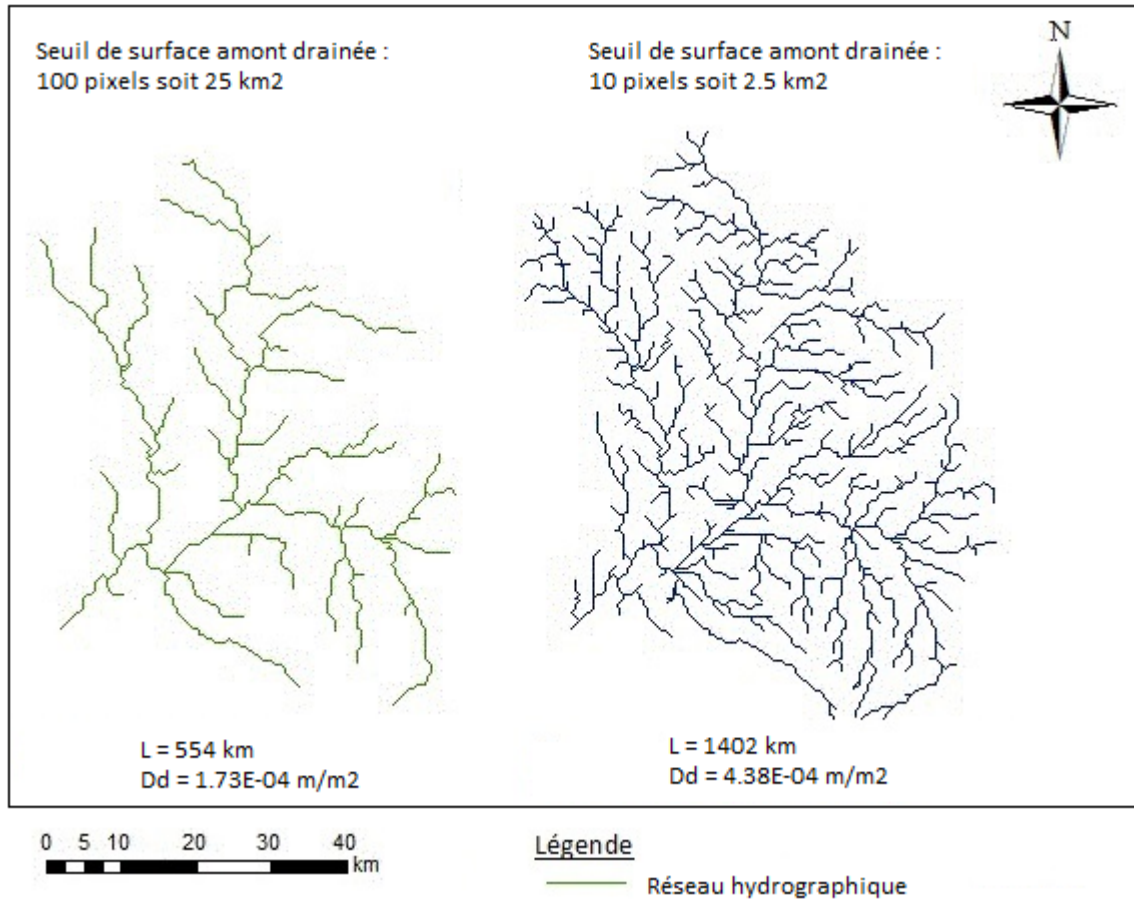 Seuil de surface amont drainée :
100 pixels soit 25 km2
Seuil de surface amont drainée :
10 pixels soit 2.5 km2
N
L = 554 km
Dd = 1.73E-04 m/m2
L = 1402 km
Dd = 4.38E-04 m/m2
0 5 10 20 30 40
km
Légende
Réseau hydrographique